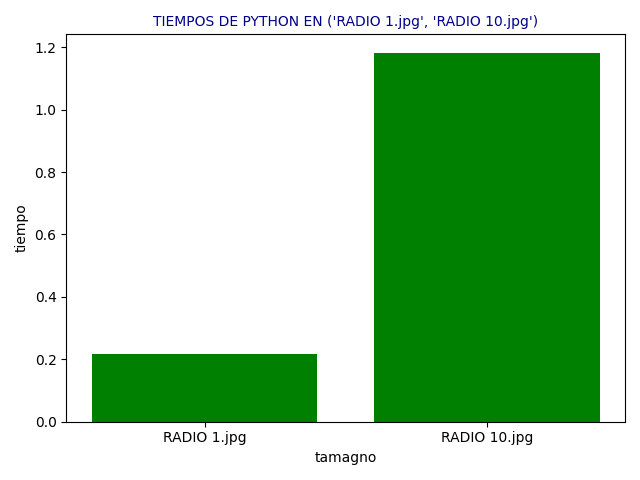 TIEMPOS DE PYTHON EN ('RADIO 1.jpg', 'RADIO 10.jpg')
1.2
1.0
0.8
0.6
0.4
0.2
0.0
tiempo
RADIO 1.jpg RADIO 10.jpg
tamagno